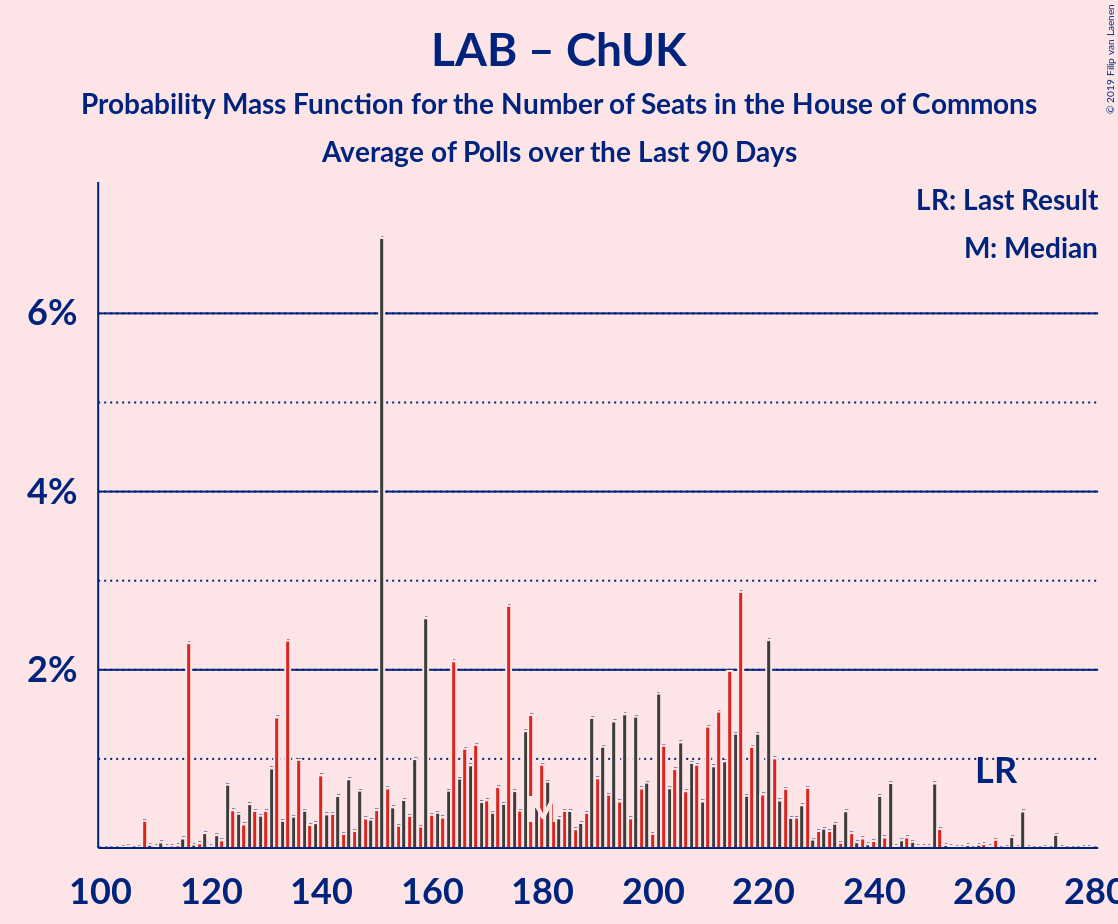 LAB – ChUK
Probability Mass Function for the Number of Seats in the House of Commons
Average of Polls over the Last 90 Days
© 2019 Filip van Laenen
LR: Last Result
M: Median
6%
4%
2%
LR
M
100 120 140 160 180 200 220 240 260 280